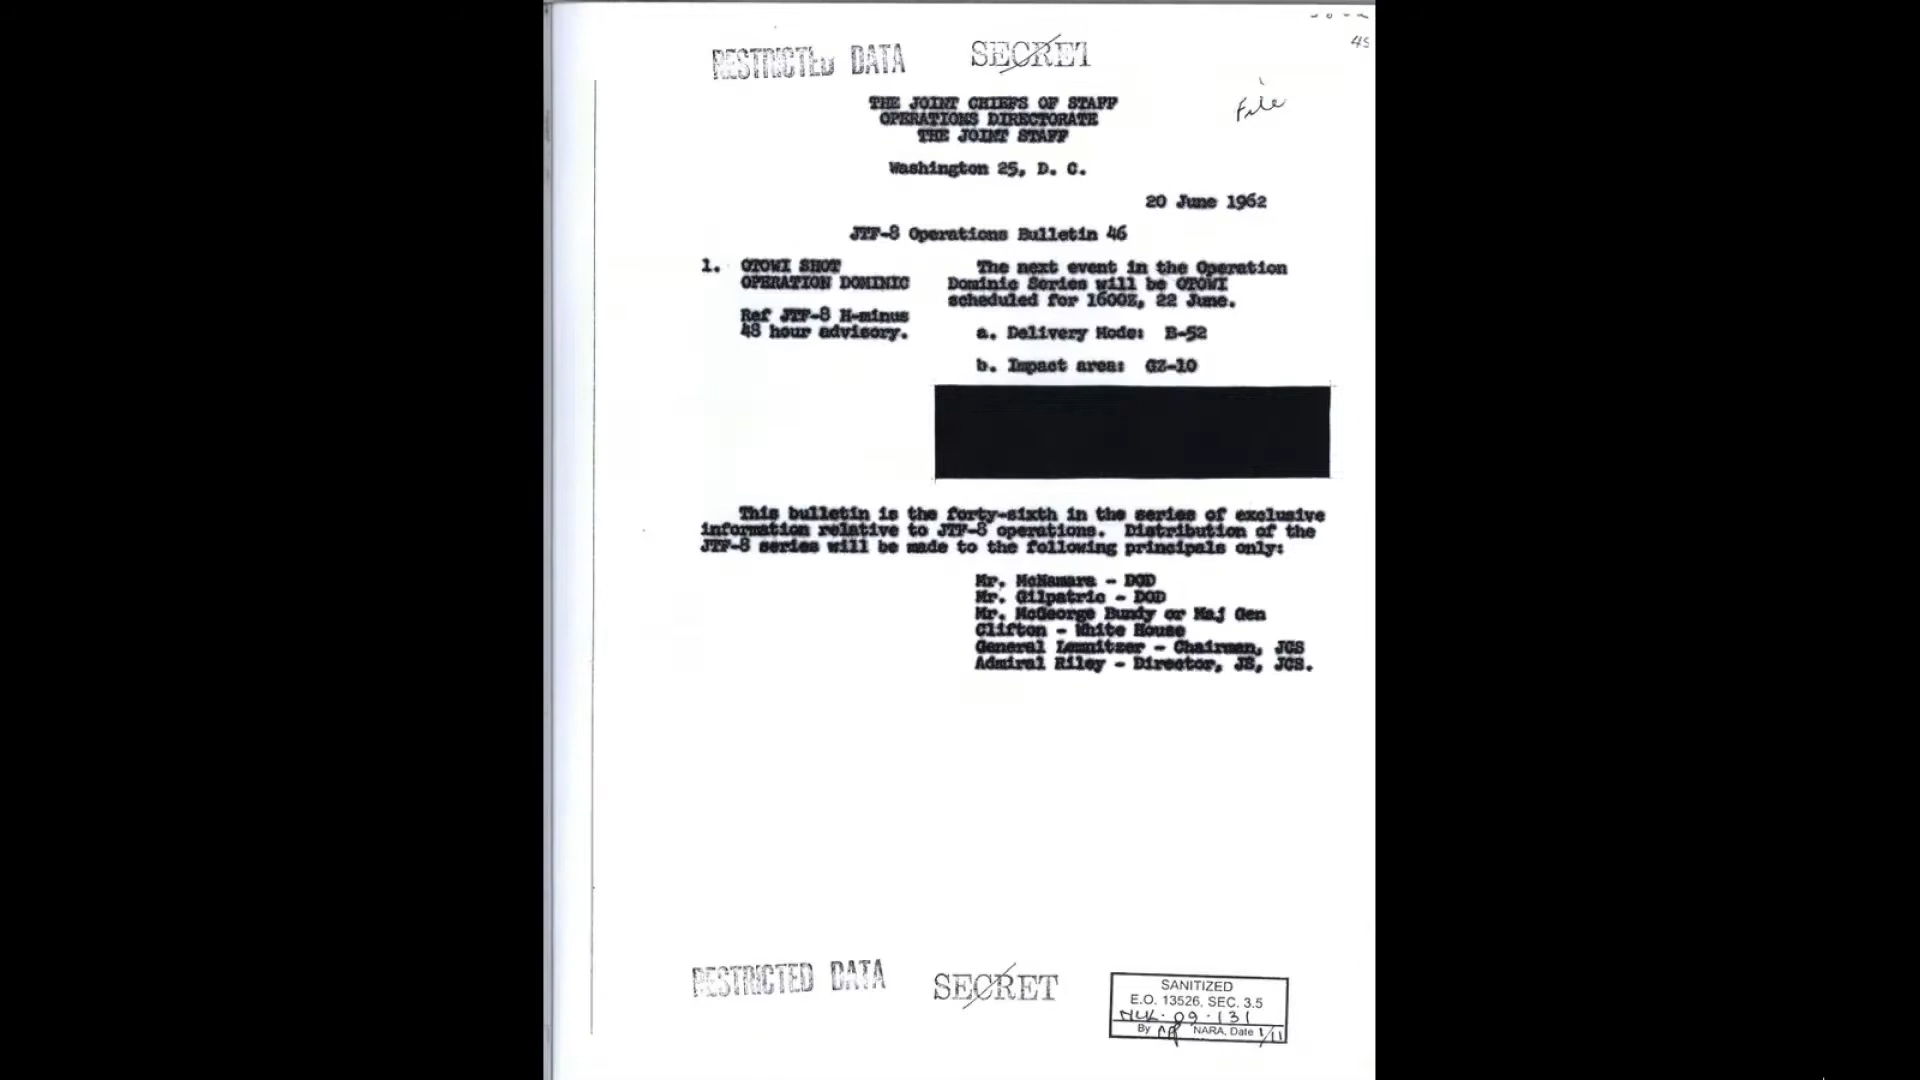 45
RESTRICTED DATA SECRET
File
THE JOINT CHIEFS OF STAFF
OPERATIONS DIRECTORATE
THE JOINT STAFF
Washington 25, D. C.
20 June 1962
JTF-8 Operations Bulletin 46
1. OTOWI SHOT The next event in the Operation
OPERATION DOMINIC Dominic Series will be OTOWI
scheduled for 1600Z, 22 June.
Ref JTF-8 H-minus
48 hour advisory. a. Delivery Mode: B-52
b. Impact area: GZ-10
This bulletin is the forty-sixth in the series of exclusive
information relative to JTF-8 operations. Distribution of the
JTF-8 series will be made to the following principals only:
Mr. McNamara - DOD
Mr. Gilpatric - DOD
Mr. McGeorge Bundy or Maj Gen
Clifton - White House
General Lemnitzer - Chairman, JCS
Admiral Riley - Director, JS, JCS.
RESTRICTED DATA SECRET
SANITIZED
E.O. 13526, SEC. 3.5
NLK-09-131
By NARA, Date 1/11